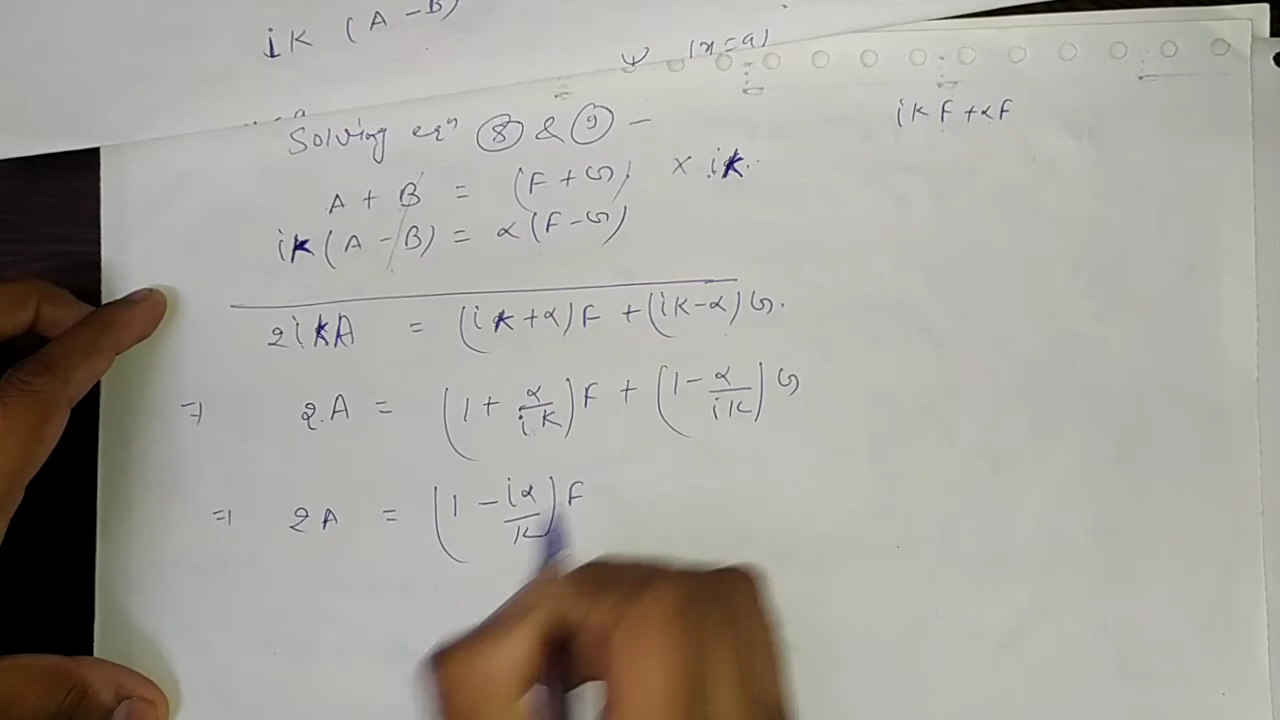 ik (A - B)
ψ (x=a)
= a
Solving eqⁿ ⑧ & ⑨ -
ik F + αF
A + B = (F + G) × ik.
ik (A - B) = α (F - G)
2ikA = (ik + α) F + (ik - α) G.
⇒ 2A = (1 + α/ik) F + (1 - α/ik) G
⇒ 2A = (1 - iα/k) F